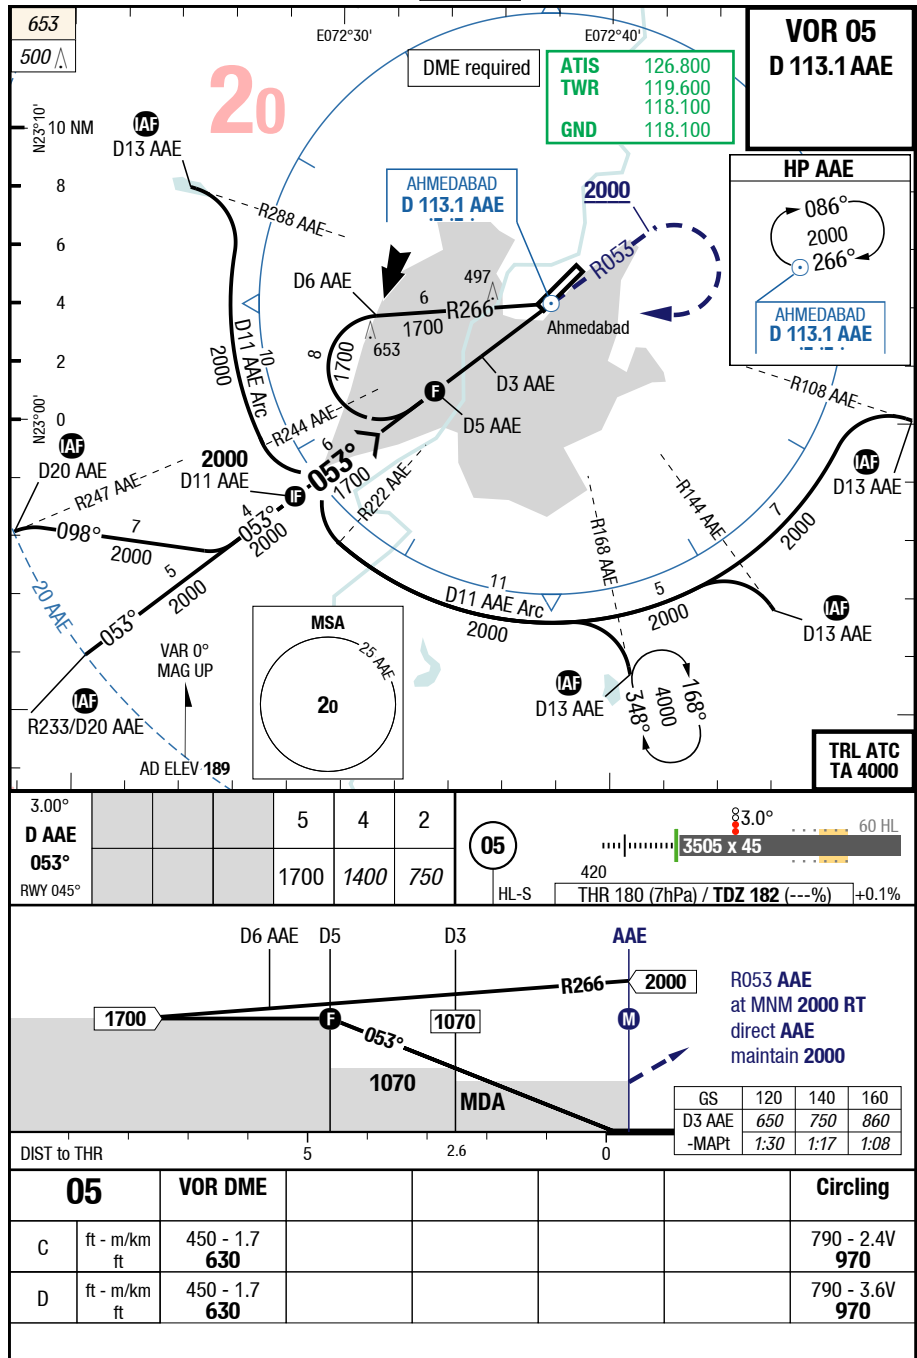 653
500
20
E072°30'
E072°40'
DME required
ATIS 126.800
TWR 119.600
118.100
GND 118.100
VOR 05
D 113.1 AAE
N23°10'
10 NM
8
6
4
2
0
N23°00'
IAF
D13 AAE
R288 AAE
AHMEDABAD
D 113.1 AAE
2000
R053
HP AAE
086°
2000
266°
AHMEDABAD
D 113.1 AAE
D6 AAE
497
6
R266
1700
653
8
1700
Ahmedabad
D3 AAE
F
D5 AAE
10
D11 AAE Arc
2000
R244 AAE
R108 AAE
IAF
D20 AAE
R247 AAE
2000
D11 AAE
IF
6
053°
1700
R222 AAE
IAF
D13 AAE
R144 AAE
7
2000
R168 AAE
098°
7
2000
4
053°
2000
5
053°
2000
20 AAE
11
D11 AAE Arc
2000
5
2000
IAF
D13 AAE
IAF
D13 AAE
348°
4000
168°
MSA
25 AAE
20
VAR 0°
MAG UP
IAF
R233/D20 AAE
AD ELEV 189
TRL ATC
TA 4000
3.00°
D AAE
053°
RWY 045°
5 4 2
1700 1400 750
05
HL-S
3.0°
60 HL
3505 x 45
420
THR 180 (7hPa) / TDZ 182 (---%)
+0.1%
D6 AAE D5 D3 AAE
R266
2000
1700
F
053°
1070
M
1070
MDA
R053 AAE
at MNM 2000 RT
direct AAE
maintain 2000
GS 120 140 160
D3 AAE 650 750 860
-MAPt 1:30 1:17 1:08
DIST to THR 5 2.6 0
05 VOR DME Circling
C ft - m/km 450 - 1.7 790 - 2.4V
ft 630 970
D ft - m/km 450 - 1.7 790 - 3.6V
ft 630 970